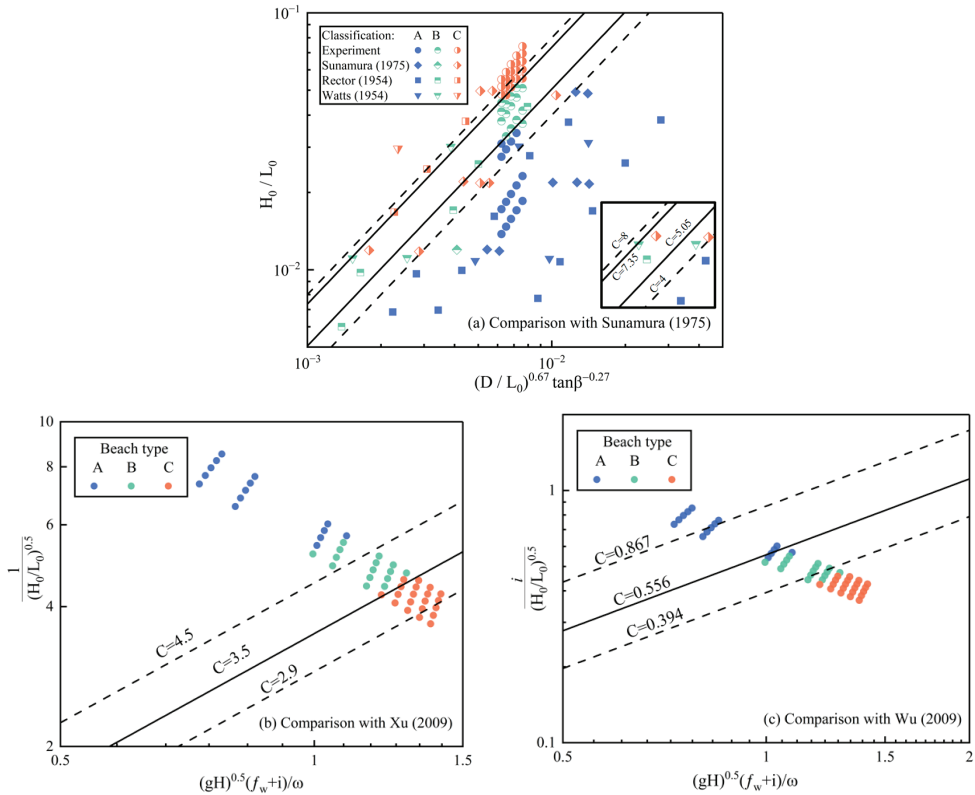 10⁻¹
Classification: A B C
Experiment
Sunamura (1975)
Rector (1954)
Watts (1954)
H₀ / L₀
10⁻²
C=8
C=7.35
C=5.05
C=4
(a) Comparison with Sunamura (1975)
10⁻³
10⁻²
(D / L₀)⁰·⁶⁷ tanβ⁻⁰·²⁷
10
8
6
4
2
1
(H₀/L₀)⁰·⁵
Beach type
A B C
C=4.5
C=3.5
C=2.9
(b) Comparison with Xu (2009)
0.5 1 1.5
(gH)⁰·⁵(f_w+i)/ω
1
0.1
i
(H₀/L₀)⁰·⁵
Beach type
A B C
C=0.867
C=0.556
C=0.394
(c) Comparison with Wu (2009)
0.5 1 2
(gH)⁰·⁵(f_w+i)/ω